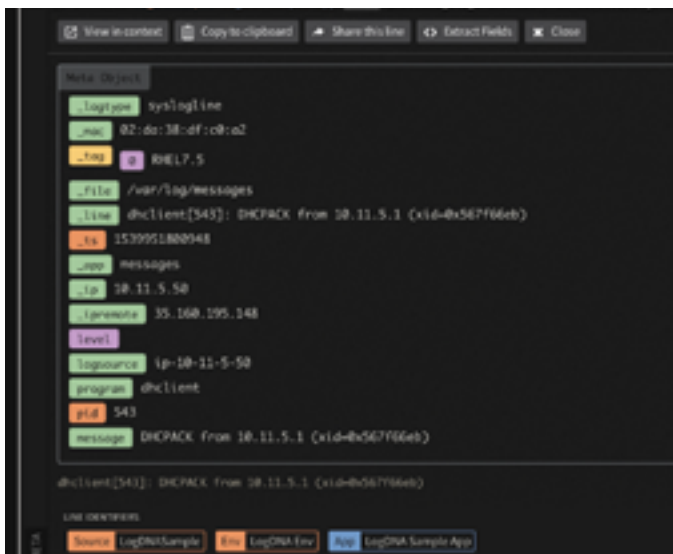 View in context Copy to clipboard Share this line Extract Fields Close
Meta Object
_logtype syslogline
_mac 02:da:38:df:c0:a2
_tag 0 RHEL7.5
_file /var/log/messages
_line dhclient[543]: DHCPACK from 10.11.5.1 (xid=0x567f66eb)
_ts 1539951800948
_app messages
_ip 10.11.5.50
_ipremote 35.160.195.148
level
logsource ip-10-11-5-50
program dhclient
pid 543
message DHCPACK from 10.11.5.1 (xid=0x567f66eb)
dhclient[543]: DHCPACK from 10.11.5.1 (xid=0x567f66eb)
LINE IDENTIFIERS
Source LogDNASample Env LogDNA Env App LogDNA Sample App
BETA